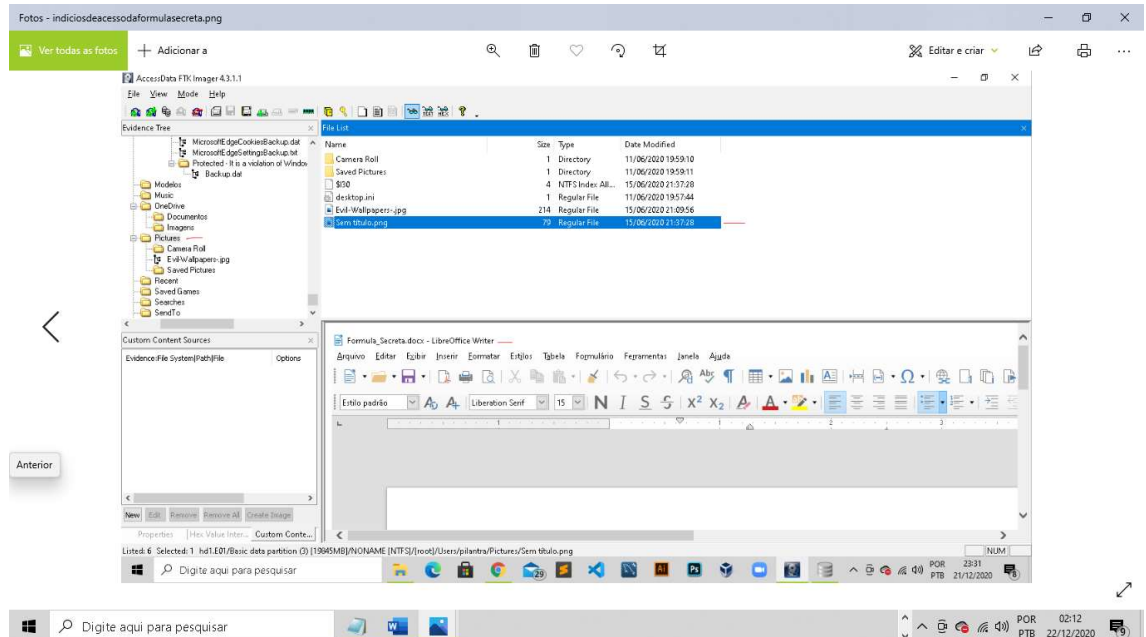 Fotos - indiciosdeacessodaformulasecreta.png
Ver todas as fotos
Adicionar a
Editar e criar
AccessData FTK Imager 4.3.1.1
File View Mode Help
Evidence Tree
File List
MicrosoftEdgeCookiesBackup.dat
MicrosoftEdgeSettingsBackup.txt
Protected - It is a violation of Window
Backup.dat
Modelos
Music
OneDrive
Documentos
Imagens
Pictures
Camera Roll
Evil-Wallpapers-.jpg
Saved Pictures
Recent
Saved Games
Searches
SendTo
Name Size Type Date Modified
Camera Roll 1 Directory 11/06/2020 19:59:10
Saved Pictures 1 Directory 11/06/2020 19:59:11
$I30 4 NTFS Index All... 15/06/2020 21:37:28
desktop.ini 1 Regular File 11/06/2020 19:57:44
Evil-Wallpapers-.jpg 214 Regular File 15/06/2020 21:09:56
Sem título.png 79 Regular File 15/06/2020 21:37:28
Custom Content Sources
Evidence:File System|Path|File Options
New Edit Remove Remove All Create Image
Properties Hex Value Inter... Custom Conte...
Formula_Secreta.docx - LibreOffice Writer
Arquivo Editar Exibir Inserir Formatar Estilos Tabela Formulário Ferramentas Janela Ajuda
Estilo padrão Liberation Serif 15 N I S S X² X₂ A A
1 1 2 3
Listed: 6 Selected: 1 hd1.E01/Basic data partition (3) [19845MB]/NONAME [NTFS]/[root]/Users/pilantra/Pictures/Sem título.png NUM
Digite aqui para pesquisar
29
POR 23:31
PTB 21/12/2020
8
Anterior
Digite aqui para pesquisar
POR 02:12
PTB 22/12/2020
9